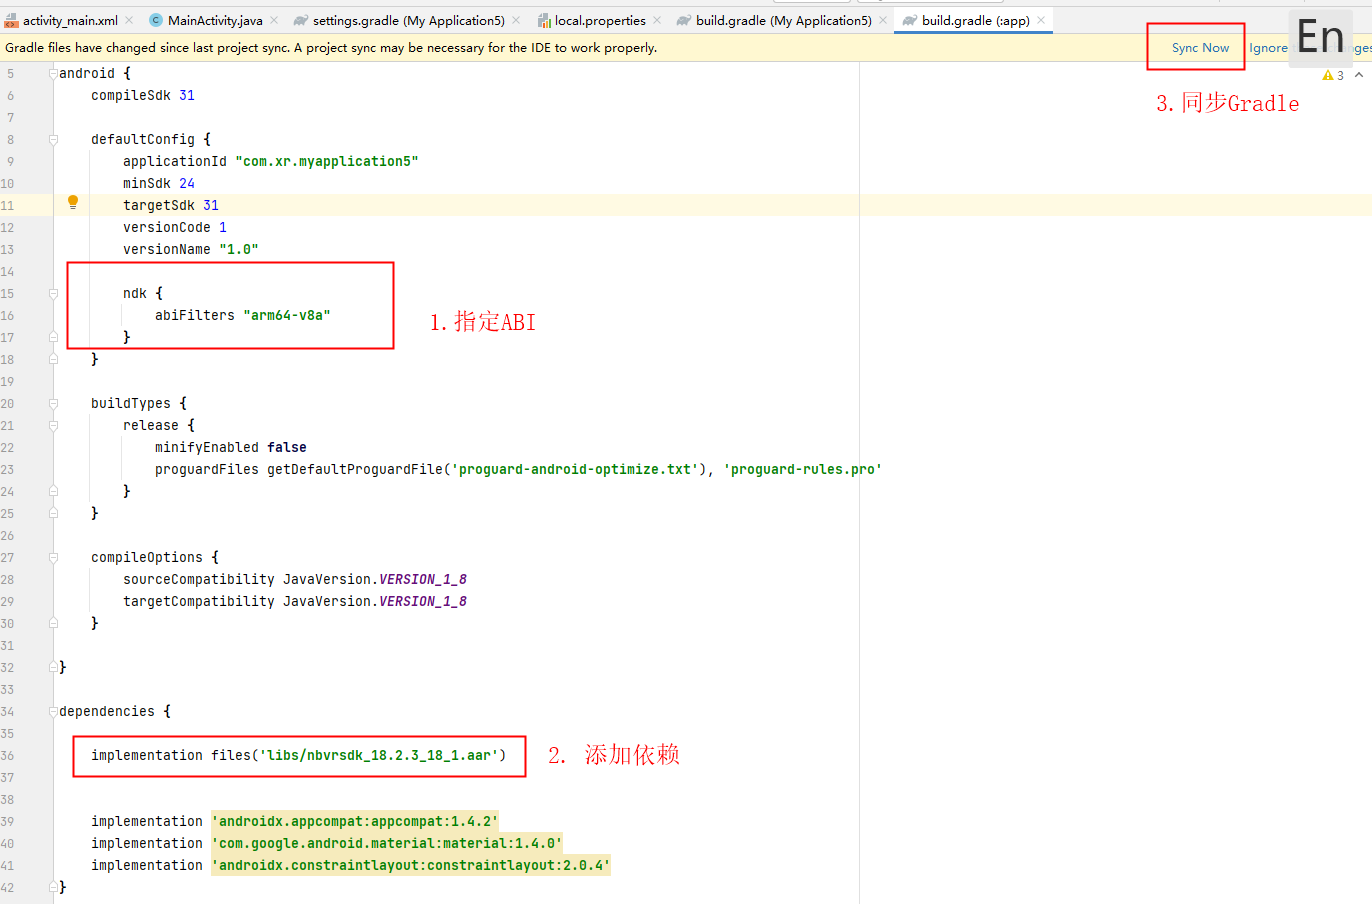 activity_main.xml MainActivity.java settings.gradle (My Application5) local.properties build.gradle (My Application5) build.gradle (:app)
Gradle files have changed since last project sync. A project sync may be necessary for the IDE to work properly. Sync Now Ignore
En
3
3.同步Gradle
5 android {
6 compileSdk 31
7
8 defaultConfig {
9 applicationId "com.xr.myapplication5"
10 minSdk 24
11 targetSdk 31
12 versionCode 1
13 versionName "1.0"
14
15 ndk {
16 abiFilters "arm64-v8a"
1.指定ABI
17 }
18 }
19
20 buildTypes {
21 release {
22 minifyEnabled false
23 proguardFiles getDefaultProguardFile('proguard-android-optimize.txt'), 'proguard-rules.pro'
24 }
25 }
26
27 compileOptions {
28 sourceCompatibility JavaVersion.VERSION_1_8
29 targetCompatibility JavaVersion.VERSION_1_8
30 }
31
32 }
33
34 dependencies {
35
36 implementation files('libs/nbvrsdk_18.2.3_18_1.aar')
2. 添加依赖
37
38
39 implementation 'androidx.appcompat:appcompat:1.4.2'
40 implementation 'com.google.android.material:material:1.4.0'
41 implementation 'androidx.constraintlayout:constraintlayout:2.0.4'
42 }